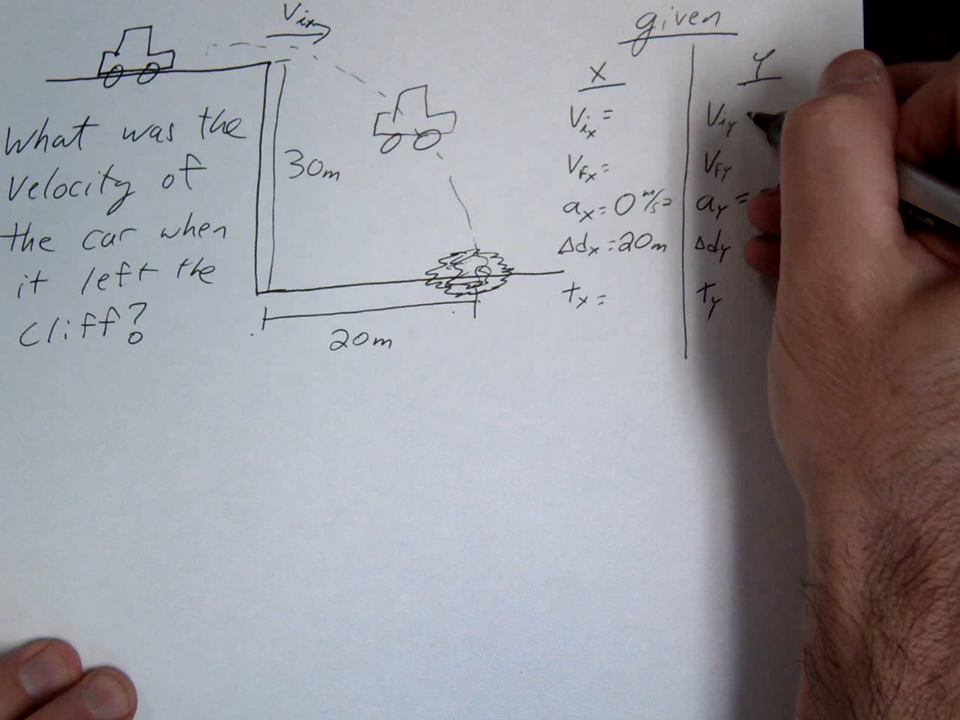 What was the
velocity of
the car when
it left the
cliff?
Vix
30m
20m
given
X
Vix =
Vfx =
ax = 0 m/s²
Δdx = 20m
tx =
Y
Viy
Vfy
ay =
Δdy
ty